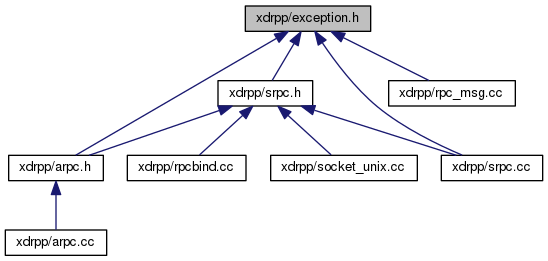 xdrpp/exception.h
xdrpp/srpc.h
xdrpp/rpc_msg.cc
xdrpp/arpc.h
xdrpp/rpcbind.cc
xdrpp/socket_unix.cc
xdrpp/srpc.cc
xdrpp/arpc.cc